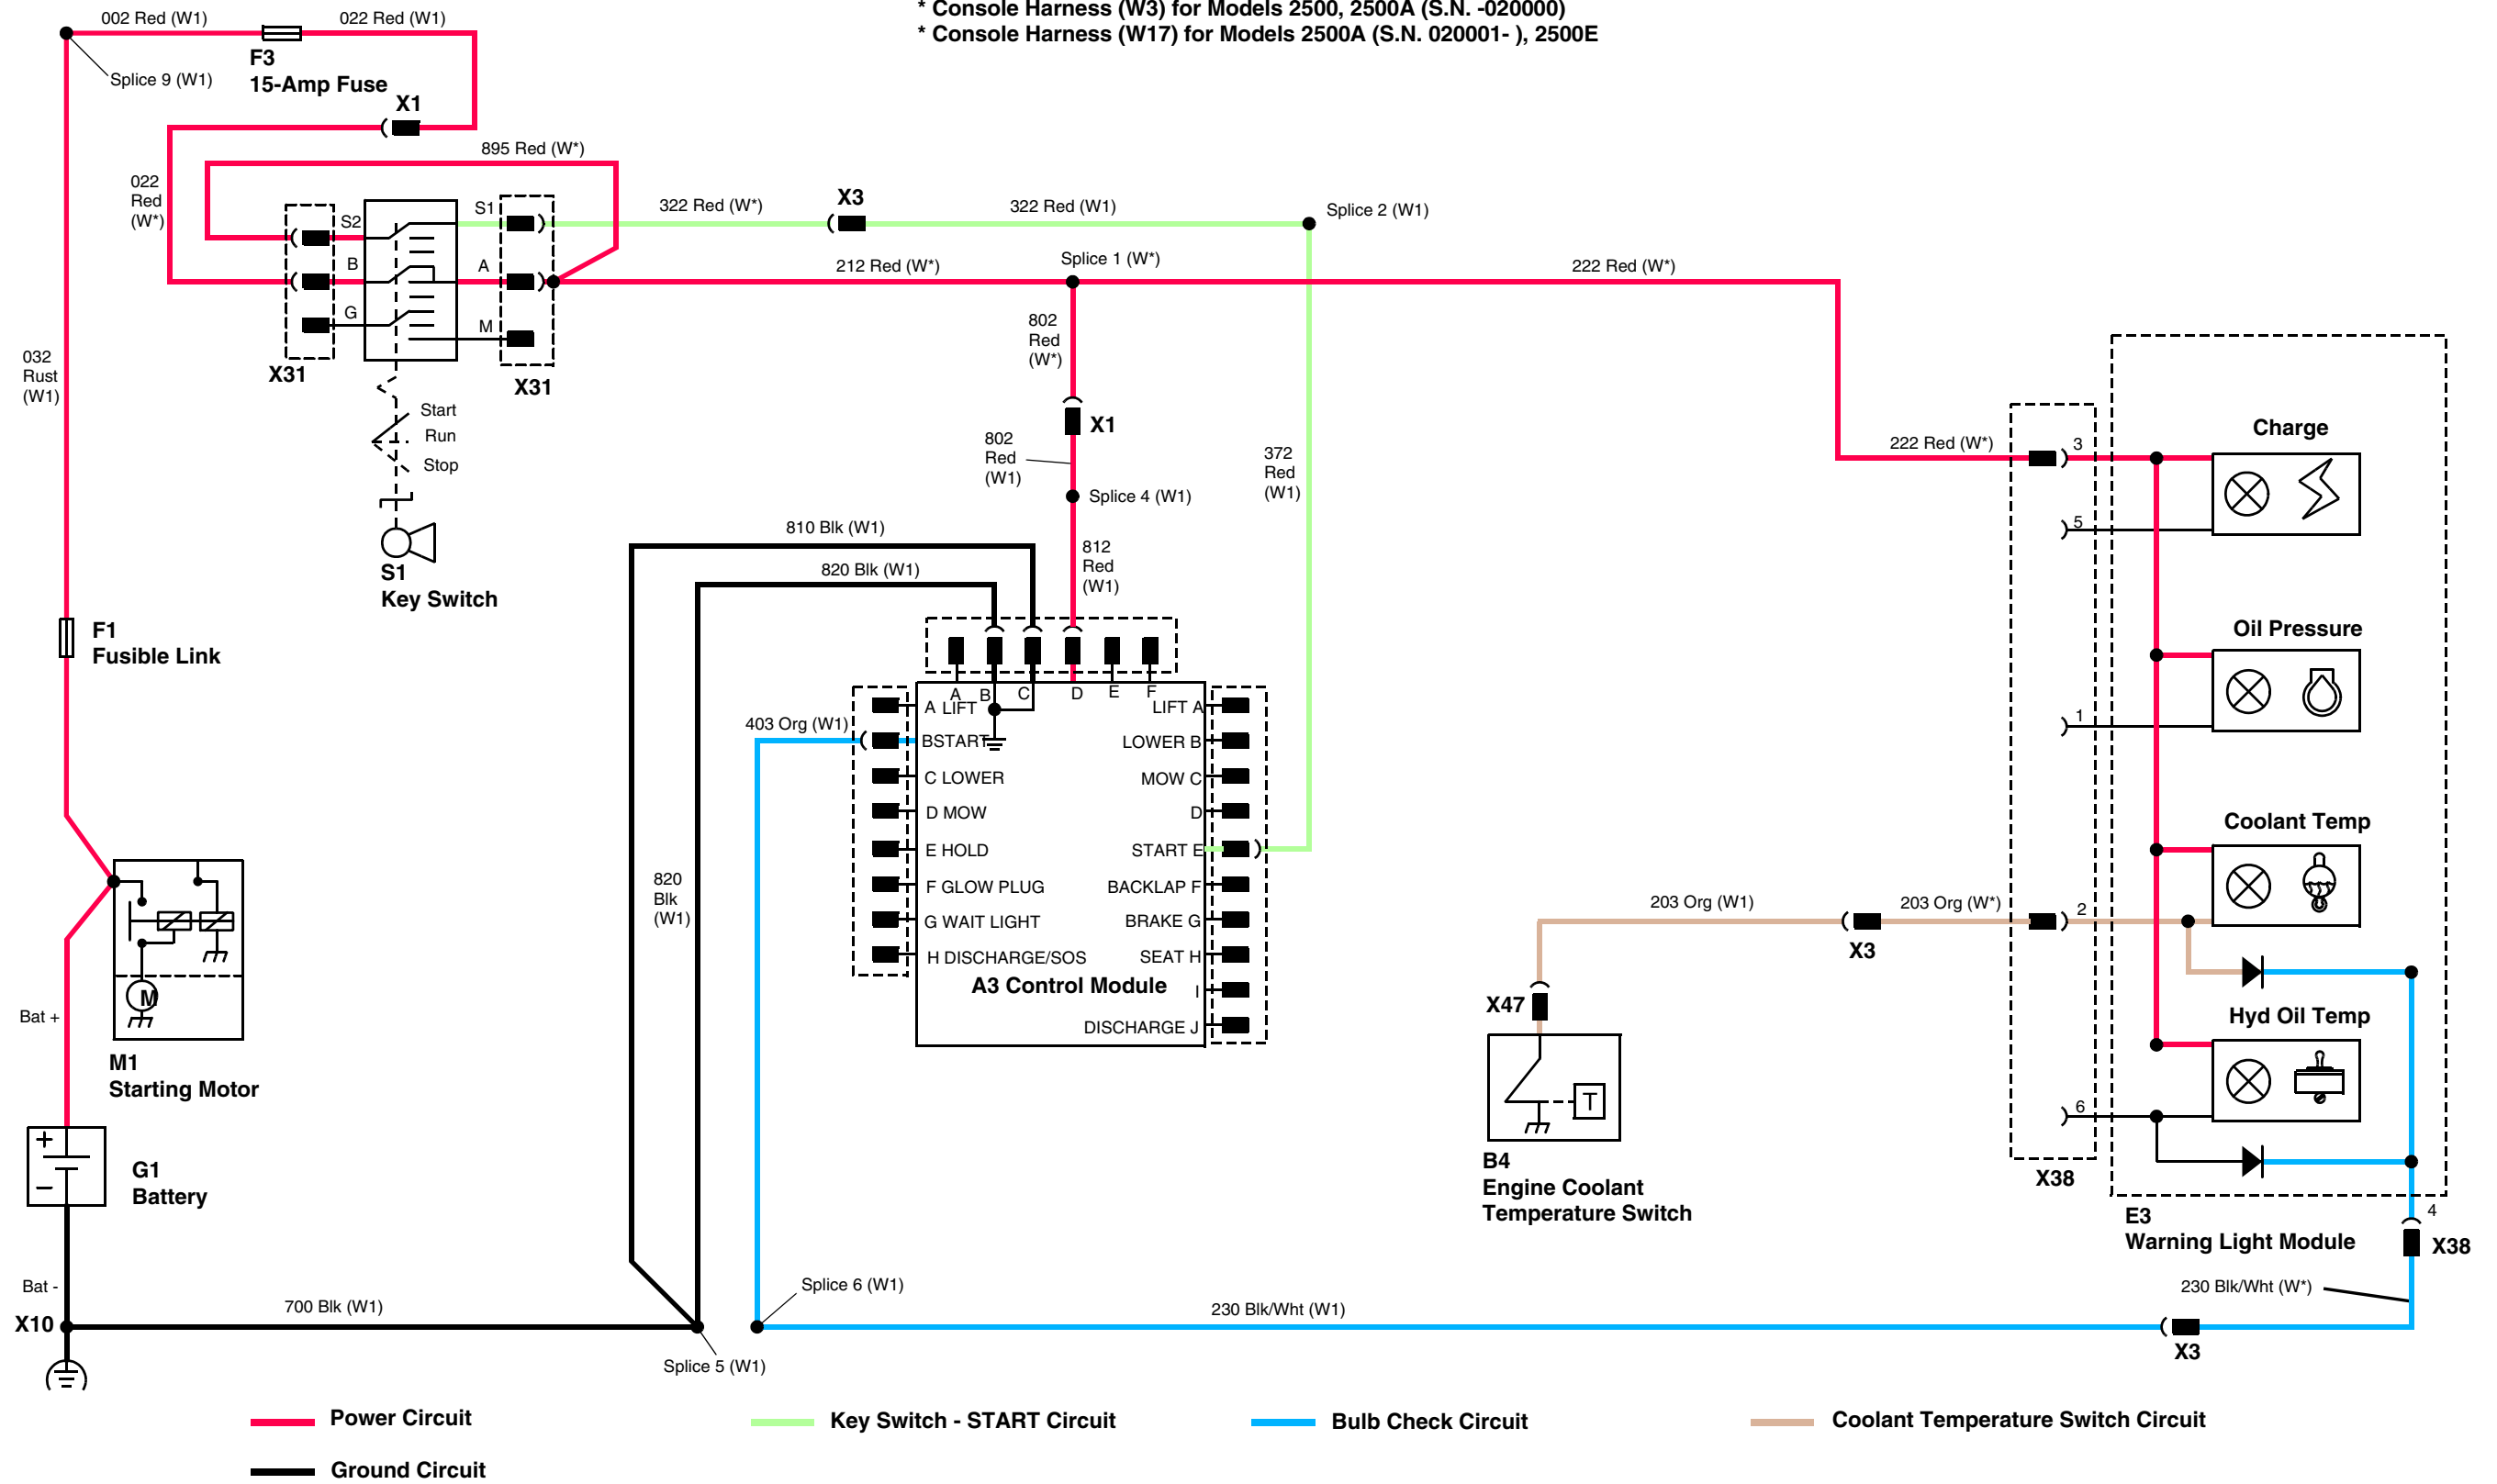 * Console Harness (W3) for Models 2500, 2500A (S.N. -020000)
* Console Harness (W17) for Models 2500A (S.N. 020001- ), 2500E
002 Red (W1)
022 Red (W1)
Splice 9 (W1)
F3
15-Amp Fuse
X1
895 Red (W*)
022
Red
(W*)
S2
B
G
S1
A
M
X31
X31
322 Red (W*)
X3
322 Red (W1)
Splice 2 (W1)
212 Red (W*)
Splice 1 (W*)
222 Red (W*)
802
Red
(W*)
X1
802
Red
(W1)
Splice 4 (W1)
372
Red
(W1)
812
Red
(W1)
032
Rust
(W1)
Start
Run
Stop
S1
Key Switch
F1
Fusible Link
810 Blk (W1)
820 Blk (W1)
820
Blk
(W1)
403 Org (W1)
A
B
C
D
E
F
A LIFT
BSTART
C LOWER
D MOW
E HOLD
F GLOW PLUG
G WAIT LIGHT
H DISCHARGE/SOS
LIFT A
LOWER B
MOW C
D
START E
BACKLAP F
BRAKE G
SEAT H
I
DISCHARGE J
A3 Control Module
222 Red (W*)
3
5
1
2
6
Charge
Oil Pressure
Coolant Temp
Hyd Oil Temp
203 Org (W1)
X3
203 Org (W*)
X47
T
B4
Engine Coolant
Temperature Switch
X38
E3
Warning Light Module
4
X38
230 Blk/Wht (W*)
M
M1
Starting Motor
Bat +
+
−
G1
Battery
Bat -
X10
700 Blk (W1)
Splice 5 (W1)
Splice 6 (W1)
230 Blk/Wht (W1)
X3
Power Circuit
Key Switch - START Circuit
Bulb Check Circuit
Coolant Temperature Switch Circuit
Ground Circuit